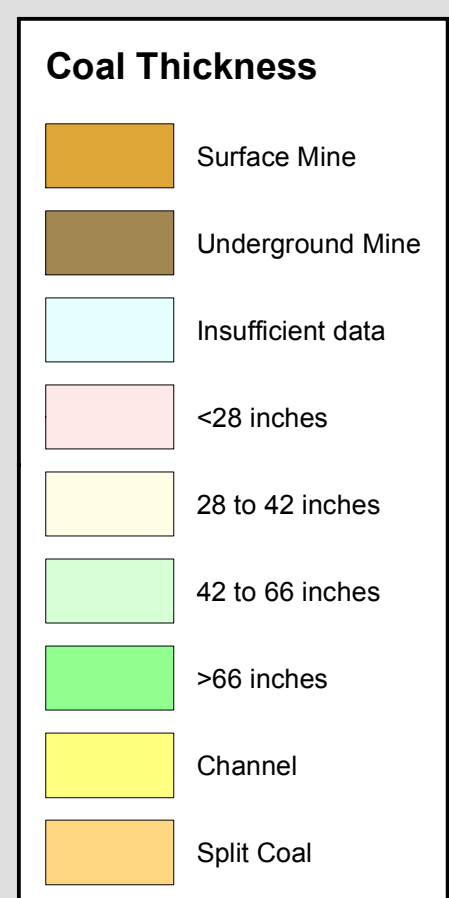 Coal Thickness
Surface Mine
Underground Mine
Insufficient data
<28 inches
28 to 42 inches
42 to 66 inches
>66 inches
Channel
Split Coal